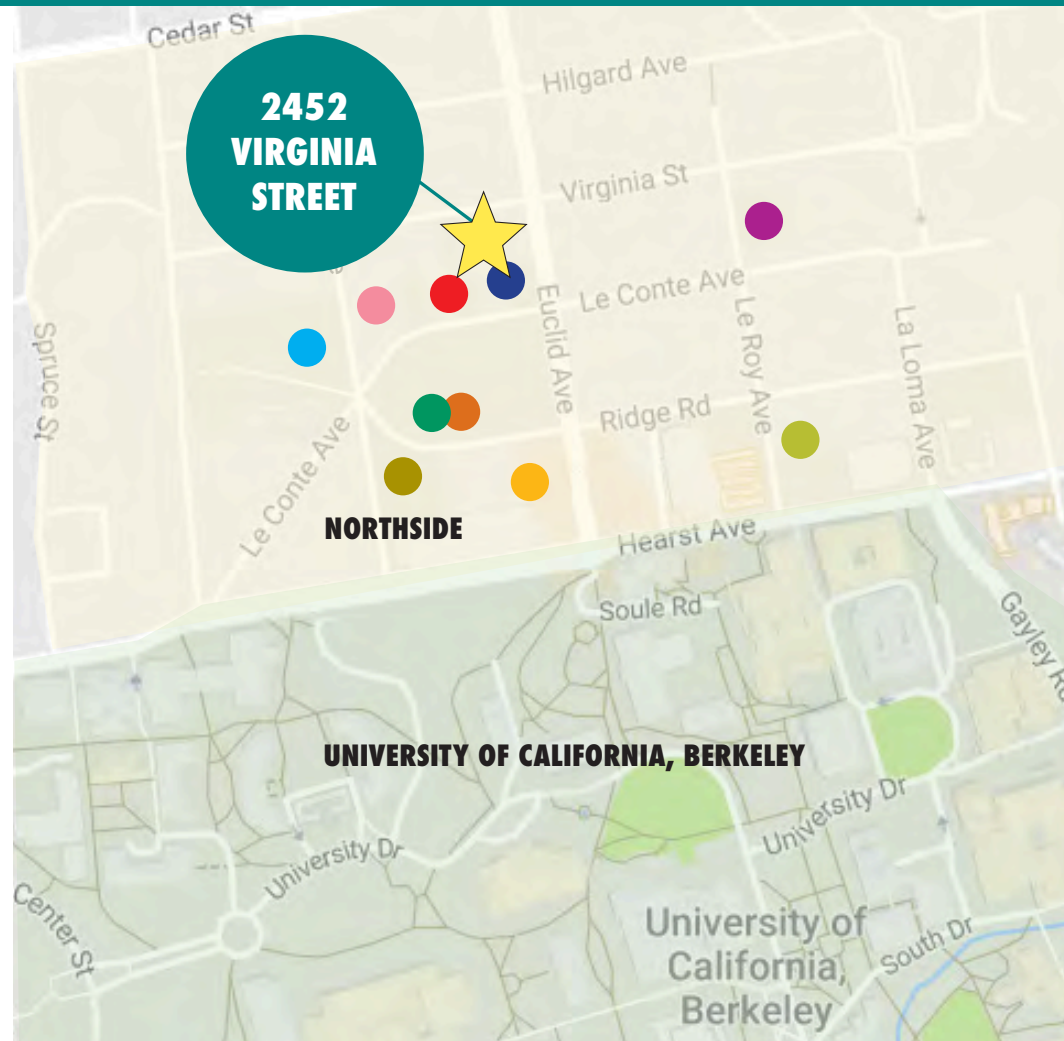 Cedar St
Hilgard Ave
2452
VIRGINIA
STREET
Virginia St
Le Conte Ave
Euclid Ave
Le Roy Ave
La Loma Ave
Spruce St
Ridge Rd
Le Conte Ave
NORTHSIDE
Hearst Ave
Soule Rd
Gayley
UNIVERSITY OF CALIFORNIA, BERKELEY
University Dr
University Dr
Center St
University of
California,
Berkeley
South Dr